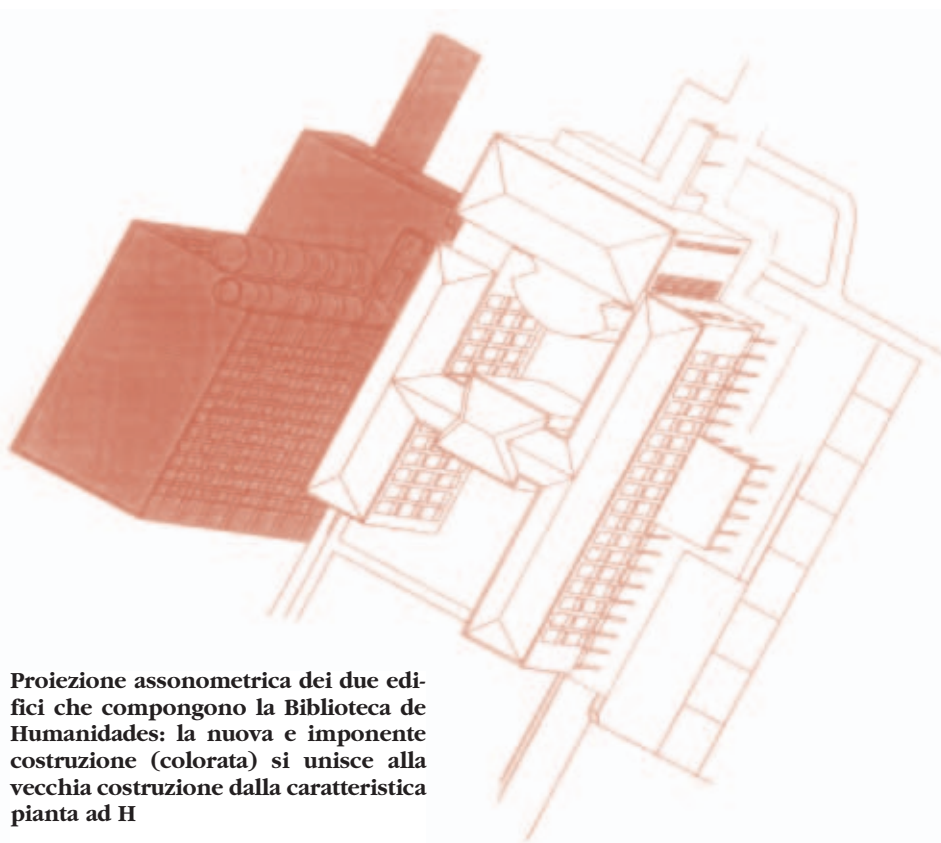 Proiezione assonometrica dei due edi-
fici che compongono la Biblioteca de
Humanidades: la nuova e imponente
costruzione (colorata) si unisce alla
vecchia costruzione dalla caratteristica
pianta ad H